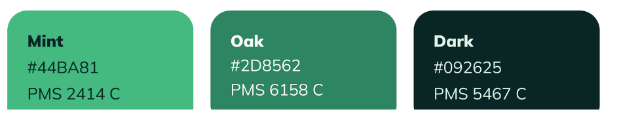 Mint
#44BA81
PMS 2414 C
Oak
#2D8562
PMS 6158 C
Dark
#092625
PMS 5467 C